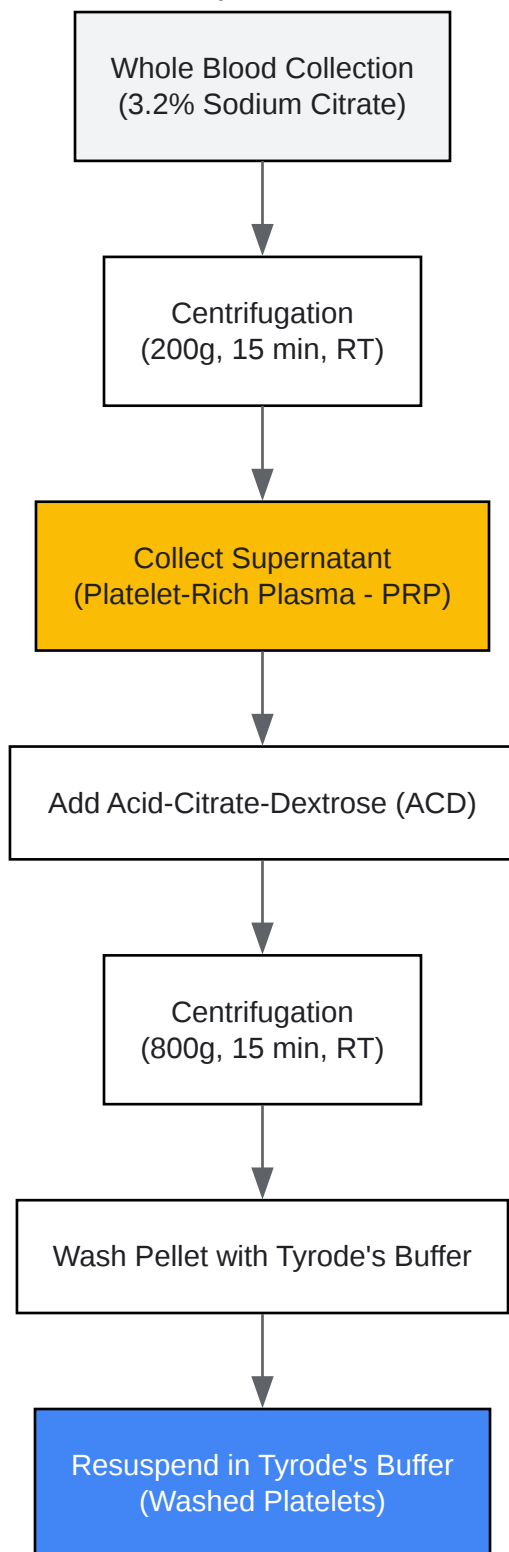 Whole Blood Collection
(3.2% Sodium Citrate)
Centrifugation
(200g, 15 min, RT)
Collect Supernatant
(Platelet-Rich Plasma - PRP)
Add Acid-Citrate-Dextrose (ACD)
Centrifugation
(800g, 15 min, RT)
Wash Pellet with Tyrode's Buffer
Resuspend in Tyrode's Buffer
(Washed Platelets)